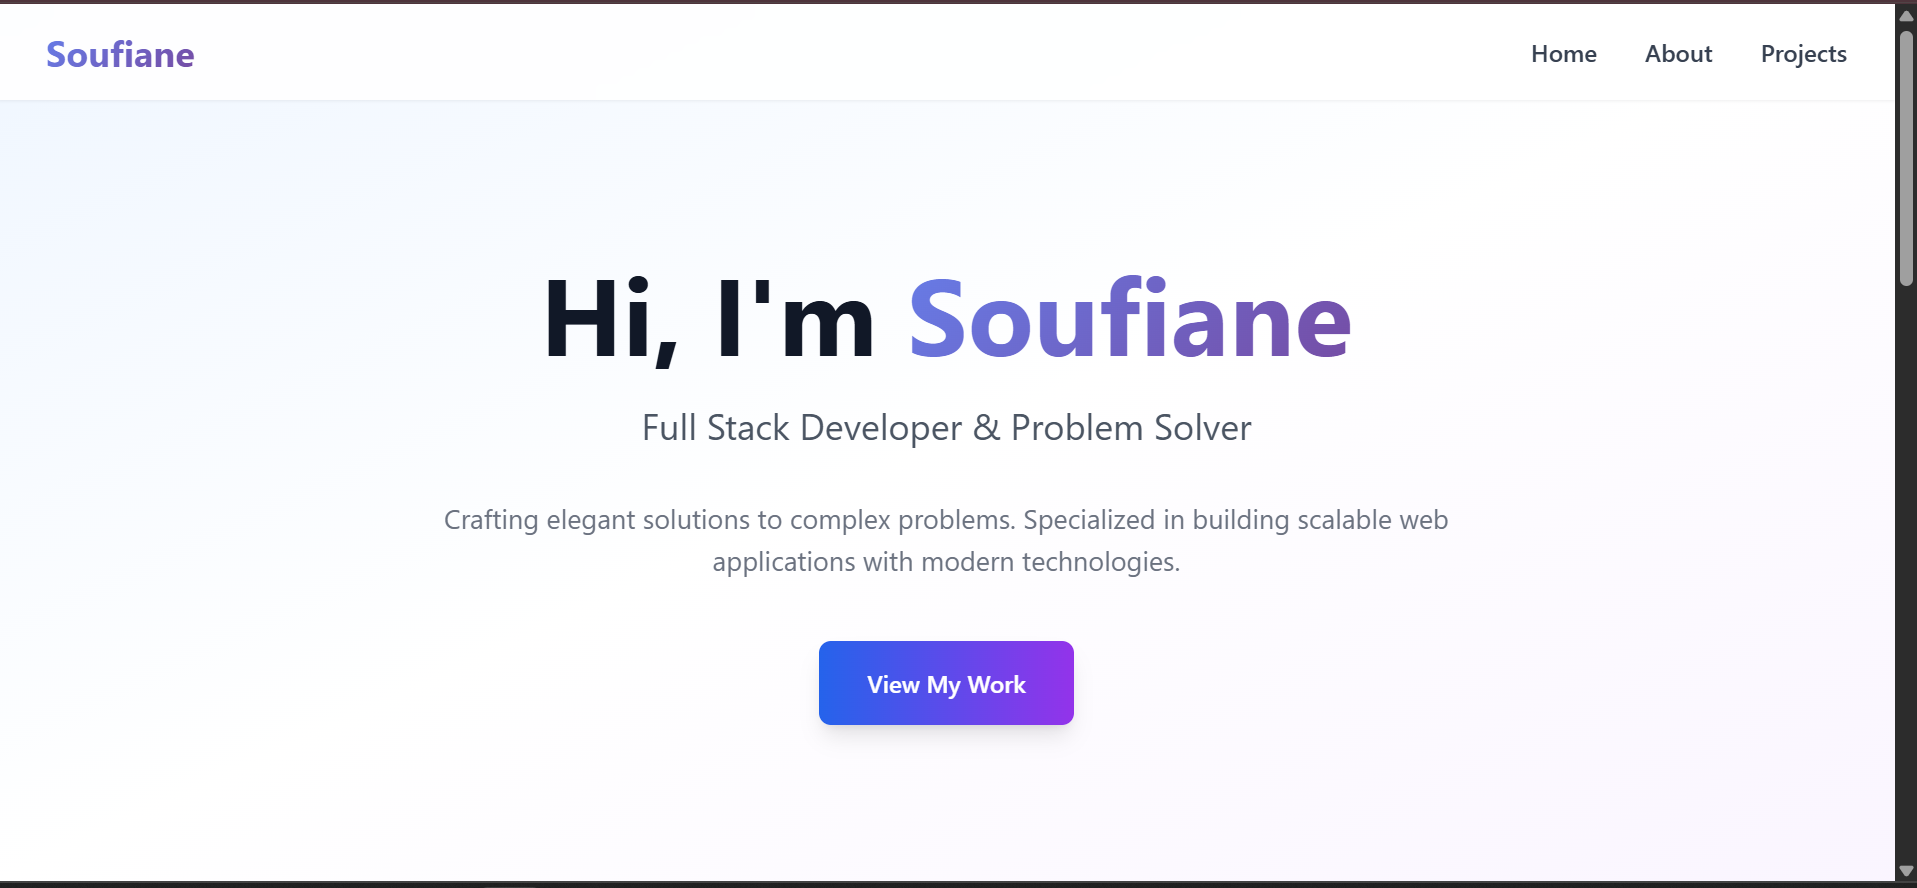 Soufiane
Home
About
Projects
Hi, I'm Soufiane
Full Stack Developer & Problem Solver
Crafting elegant solutions to complex problems. Specialized in building scalable web
applications with modern technologies.
View My Work